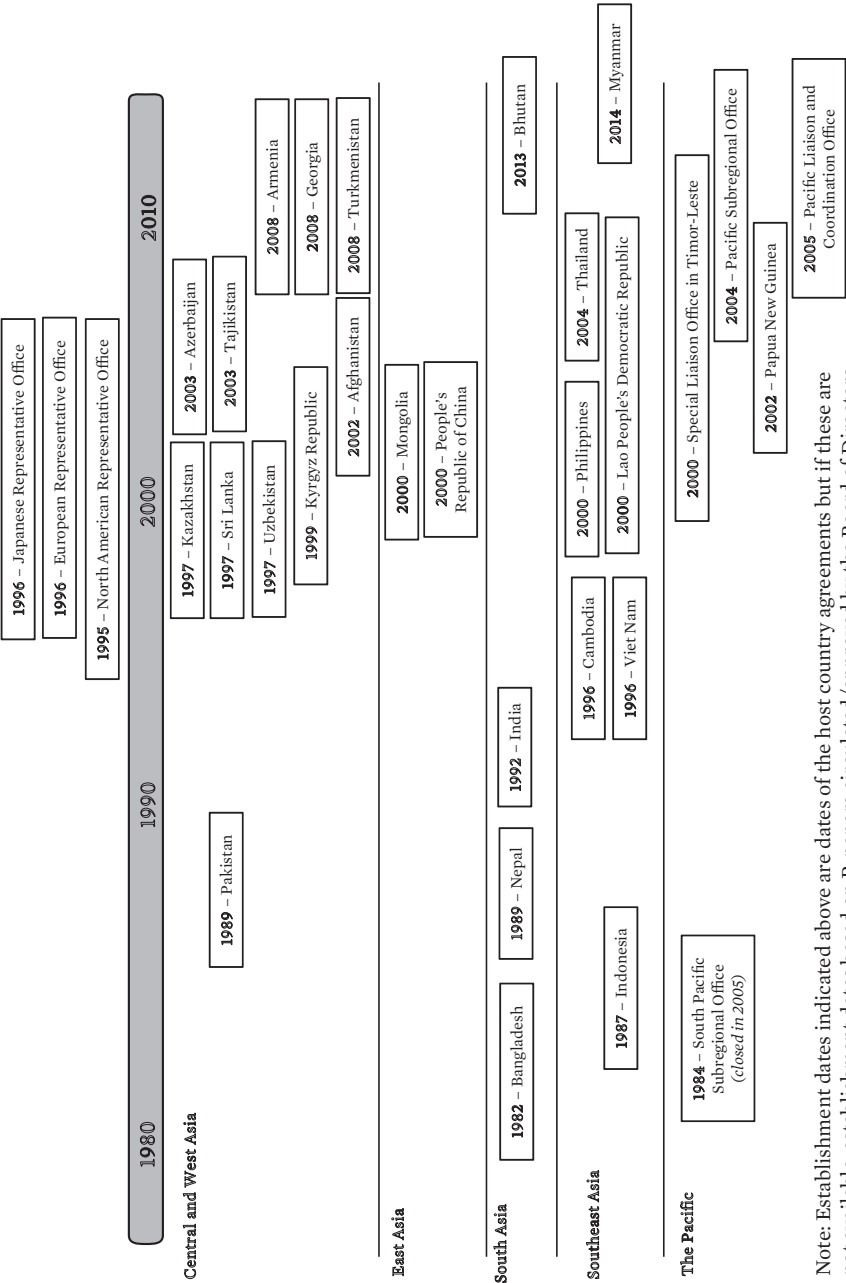 1996 – Japanese Representative Office
1996 – European Representative Office
1995 – North American Representative Office
1980
1990
2000
2010
Central and West Asia
1989 – Pakistan
1997 – Kazakhstan
1997 – Sri Lanka
1997 – Uzbekistan
1999 – Kyrgyz Republic
2002 – Afghanistan
2003 – Azerbaijan
2003 – Tajikistan
2008 – Armenia
2008 – Georgia
2008 – Turkmenistan
East Asia
2000 – Mongolia
2000 – People's
Republic of China
South Asia
1982 – Bangladesh
1989 – Nepal
1992 – India
2013 – Bhutan
Southeast Asia
1987 – Indonesia
1996 – Cambodia
1996 – Viet Nam
2000 – Philippines
2000 – Lao People's Democratic Republic
2004 – Thailand
2014 – Myanmar
The Pacific
1984 – South Pacific
Subregional Office
(closed in 2005)
2000 – Special Liaison Office in Timor-Leste
2004 – Pacific Subregional Office
2002 – Papua New Guinea
2005 – Pacific Liaison and
Coordination Office
Note: Establishment dates indicated above are dates of the host country agreements but if these are